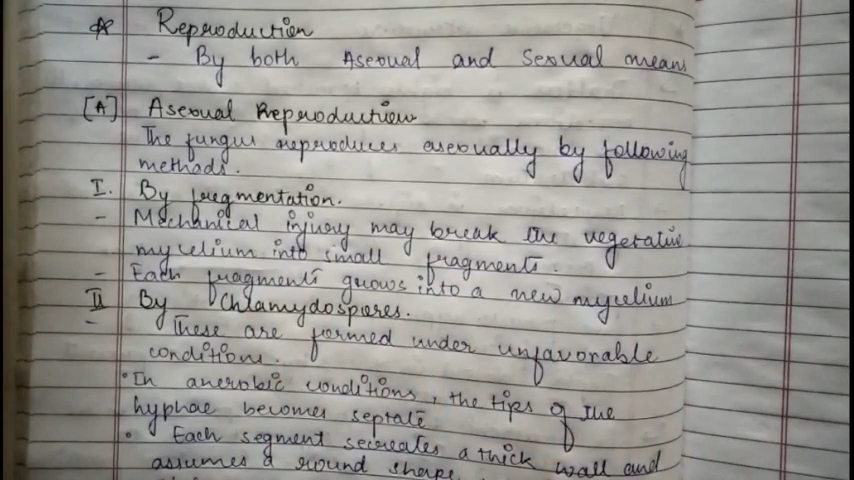 Reproduction
- By both Asexual and Sexual means
[A] Asexual Reproduction
The fungus reproduces asexually by following
methods.
I. By fregmentation.
- Mechanical injury may break the vegetative
mycelium into small fragments.
- Each fragments grows into a new mycelium
II By Chlamydospores.
- These are formed under unfavorable
conditions.
• In anerobic conditions, the tips of the
hyphae becomes septate
• Each segment secreates a thick wall and
assumes a round shape.